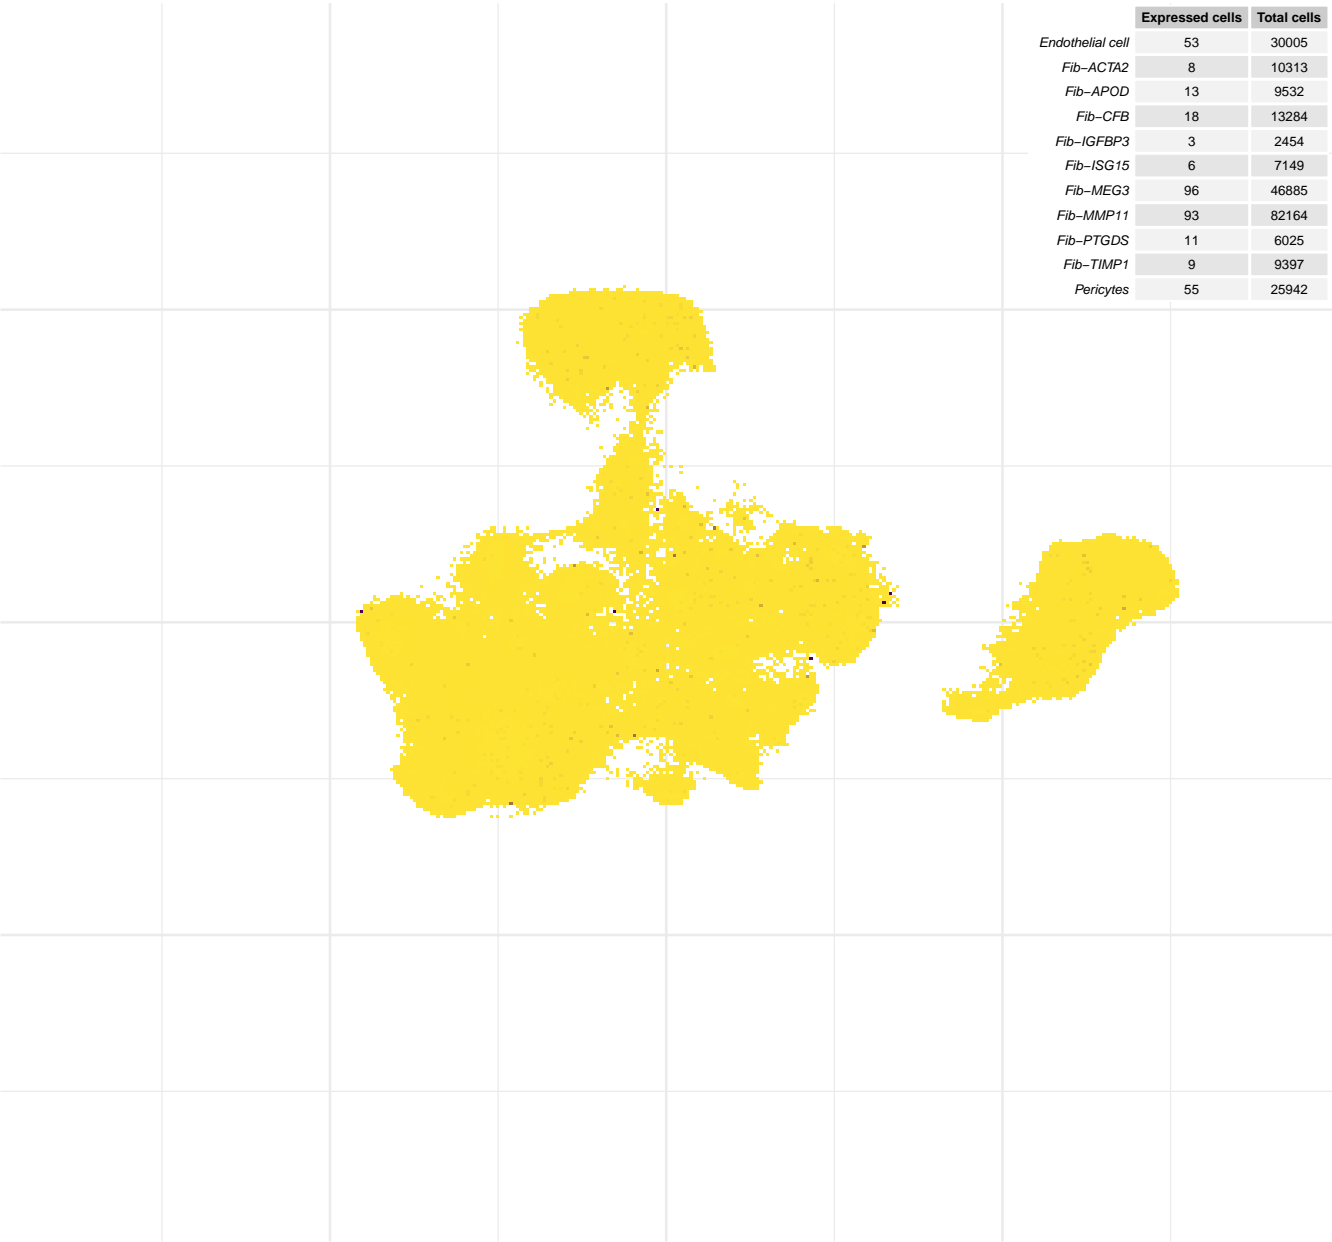 Expressed cells Total cells
Endothelial cell 53 30005
Fib−ACTA2 8 10313
Fib−APOD 13 9532
Fib−CFB 18 13284
Fib−IGFBP3 3 2454
Fib−ISG15 6 7149
Fib−MEG3 96 46885
Fib−MMP11 93 82164
Fib−PTGDS 11 6025
Fib−TIMP1 9 9397
Pericytes 55 25942